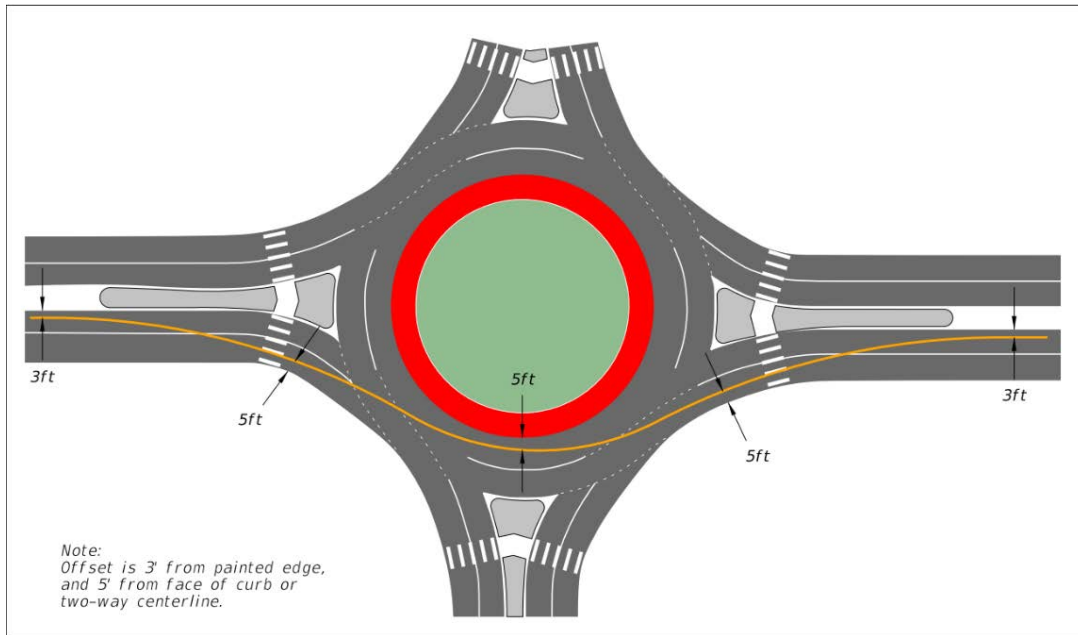 5ft
3ft
5ft
3ft
5ft
Note:
Offset is 3' from painted edge,
and 5' from face of curb or
two-way centerline.